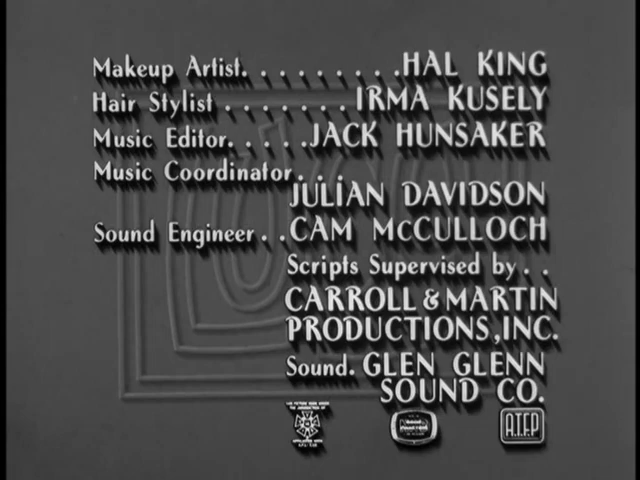 Makeup Artist. . . . . . . . .HAL KING
Hair Stylist . . . . . . .IRMA KUSELY
Music Editor. . . . .JACK HUNSAKER
Music Coordinator. . .
JULIAN DAVIDSON
Sound Engineer . .CAM McCULLOCH
Scripts Supervised by . .
CARROLL & MARTIN
PRODUCTIONS, INC.
Sound. GLEN GLENN
SOUND CO.
A.T.F.P